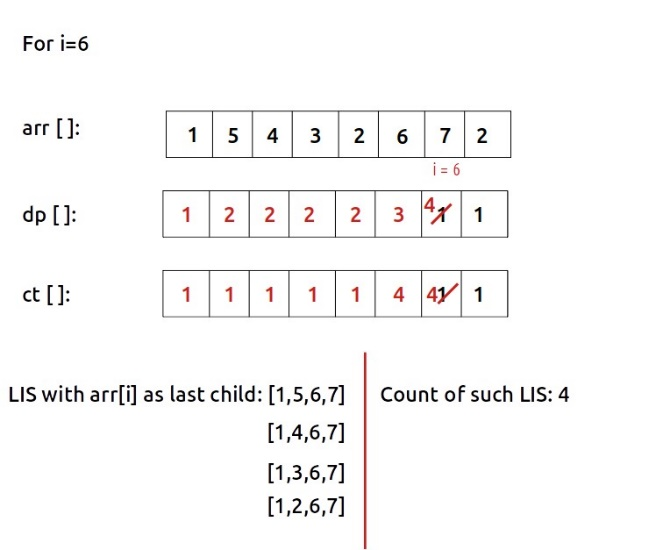 For i=6
arr [ ]: 1 5 4 3 2 6 7 2
i = 6
dp [ ]: 1 2 2 2 2 3 4 1 1
ct [ ]: 1 1 1 1 1 4 4 1 1
LIS with arr[i] as last child: [1,5,6,7] Count of such LIS: 4
[1,4,6,7]
[1,3,6,7]
[1,2,6,7]